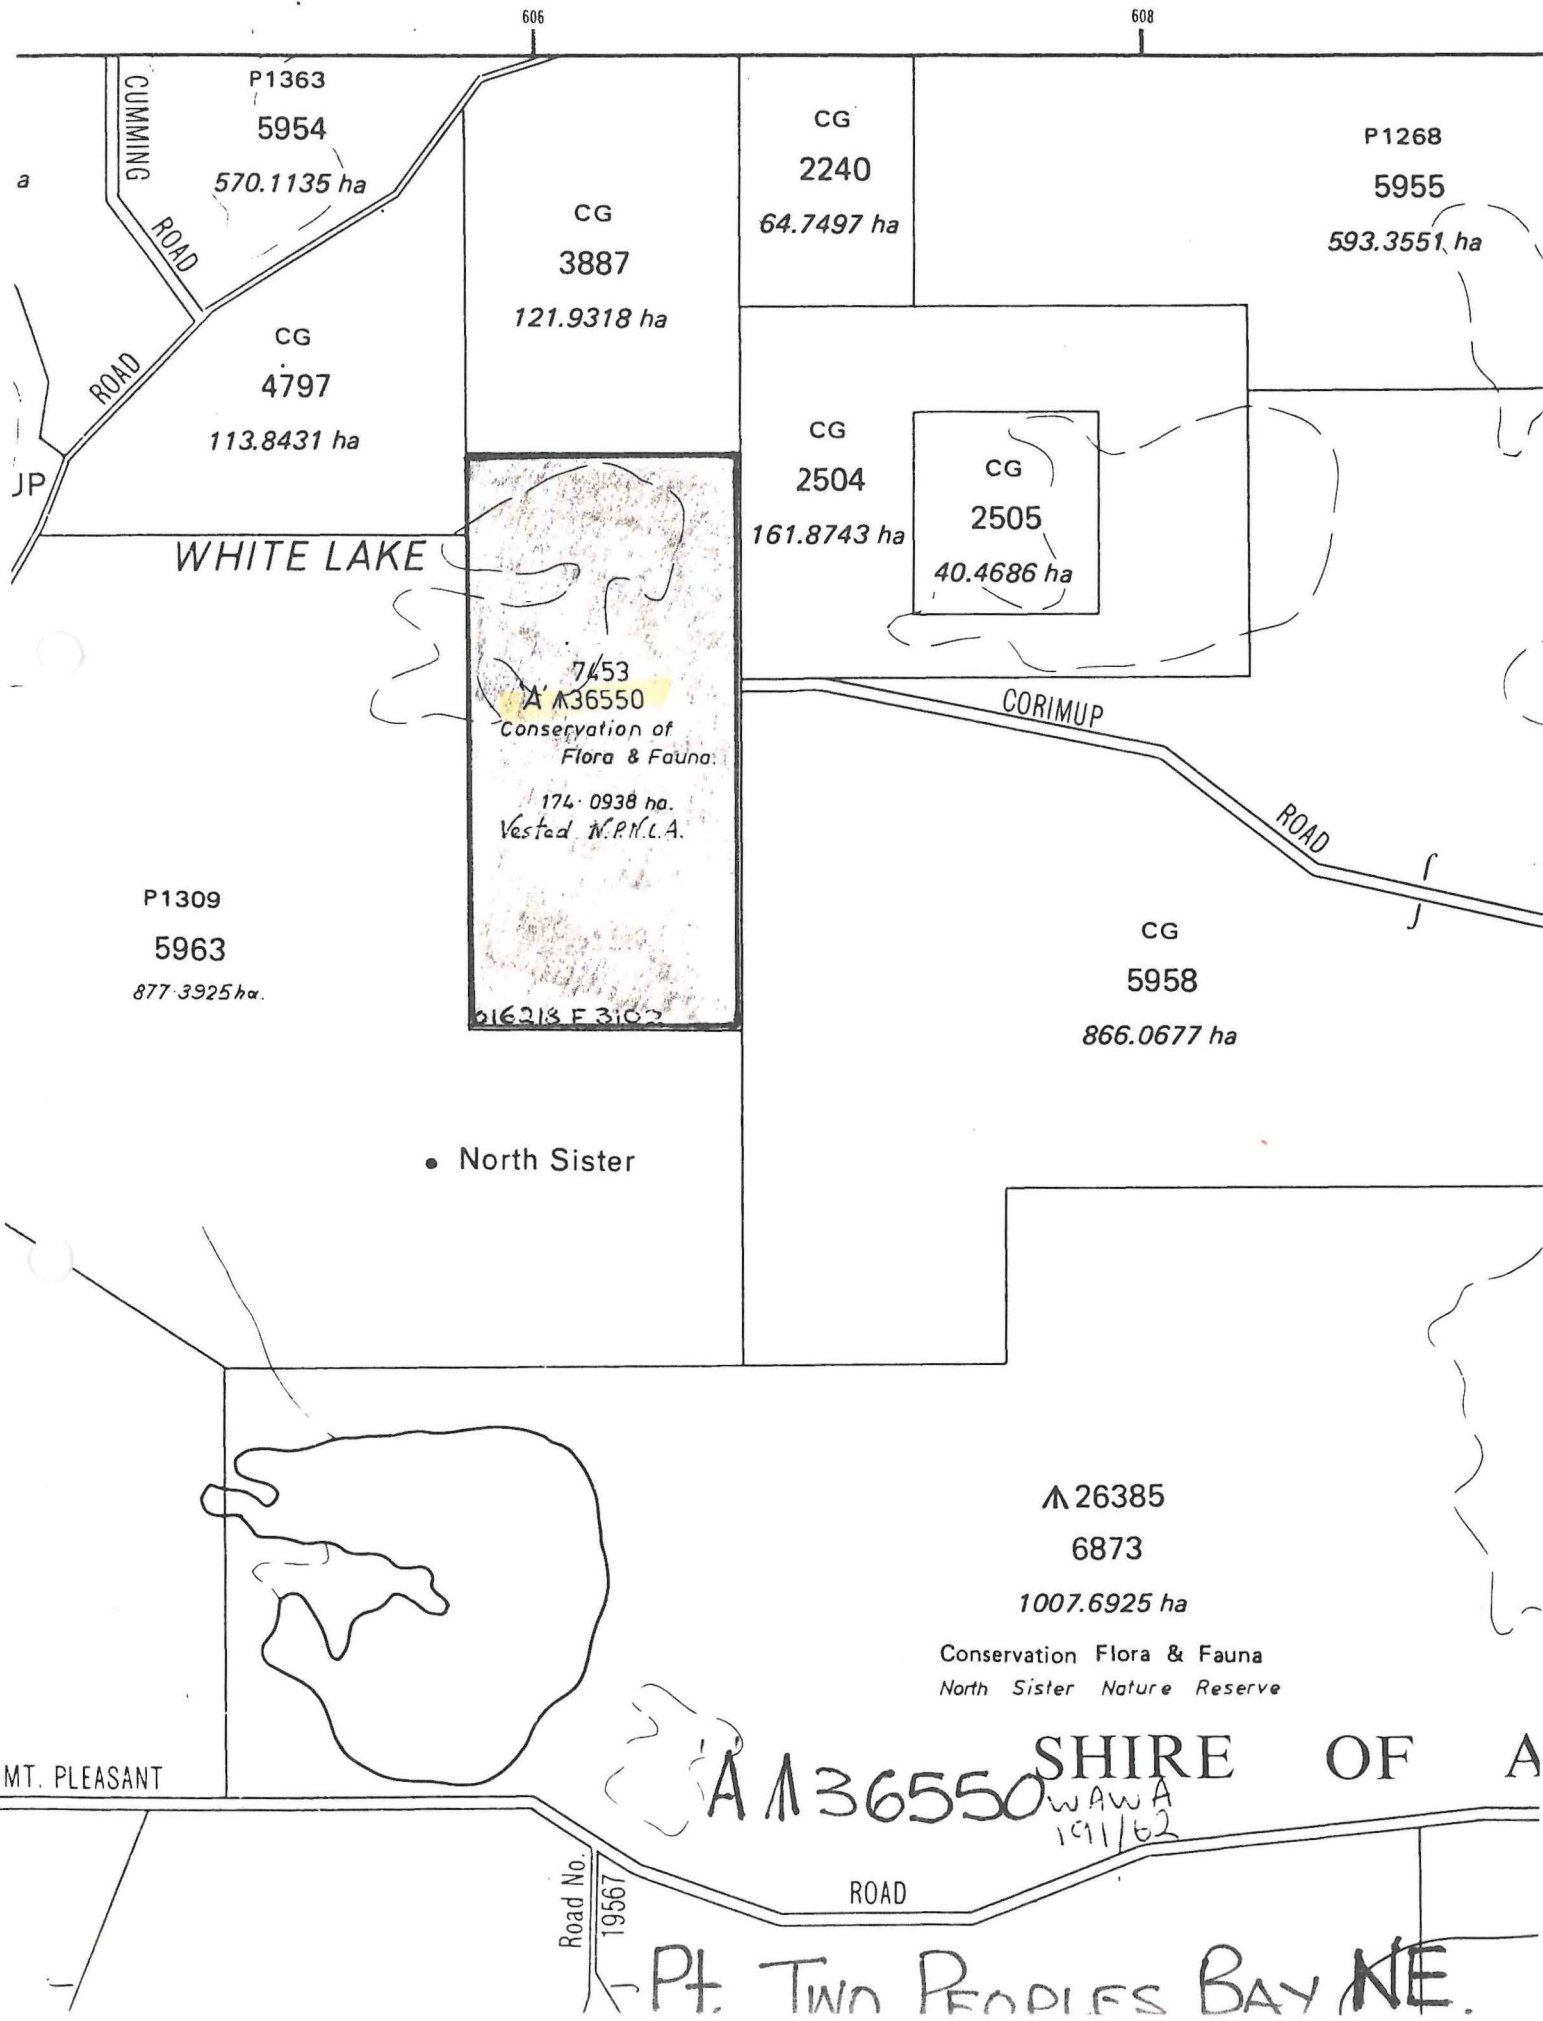 606
608
CUMMING
ROAD
P1363
5954
570.1135 ha
a
CG
2240
64.7497 ha
P1268
5955
593.3551 ha
CG
3887
121.9318 ha
CG
4797
113.8431 ha
ROAD
JP
CG
2504
161.8743 ha
CG
2505
40.4686 ha
WHITE LAKE
7453
'A' 36550
Conservation of
Flora & Fauna.
174·0938 ha.
Vested N.P.N.C.A.
CORIMUP
ROAD
P1309
5963
877·3925 ha.
CG
5958
866.0677 ha
016218 F 3102
North Sister
26385
6873
1007.6925 ha
Conservation Flora & Fauna
North Sister Nature Reserve
SHIRE OF A
MT. PLEASANT
'A' 36550
WAWA
191/62
ROAD
Road No.
19567
Pt. TWO PEOPLES BAY NE.